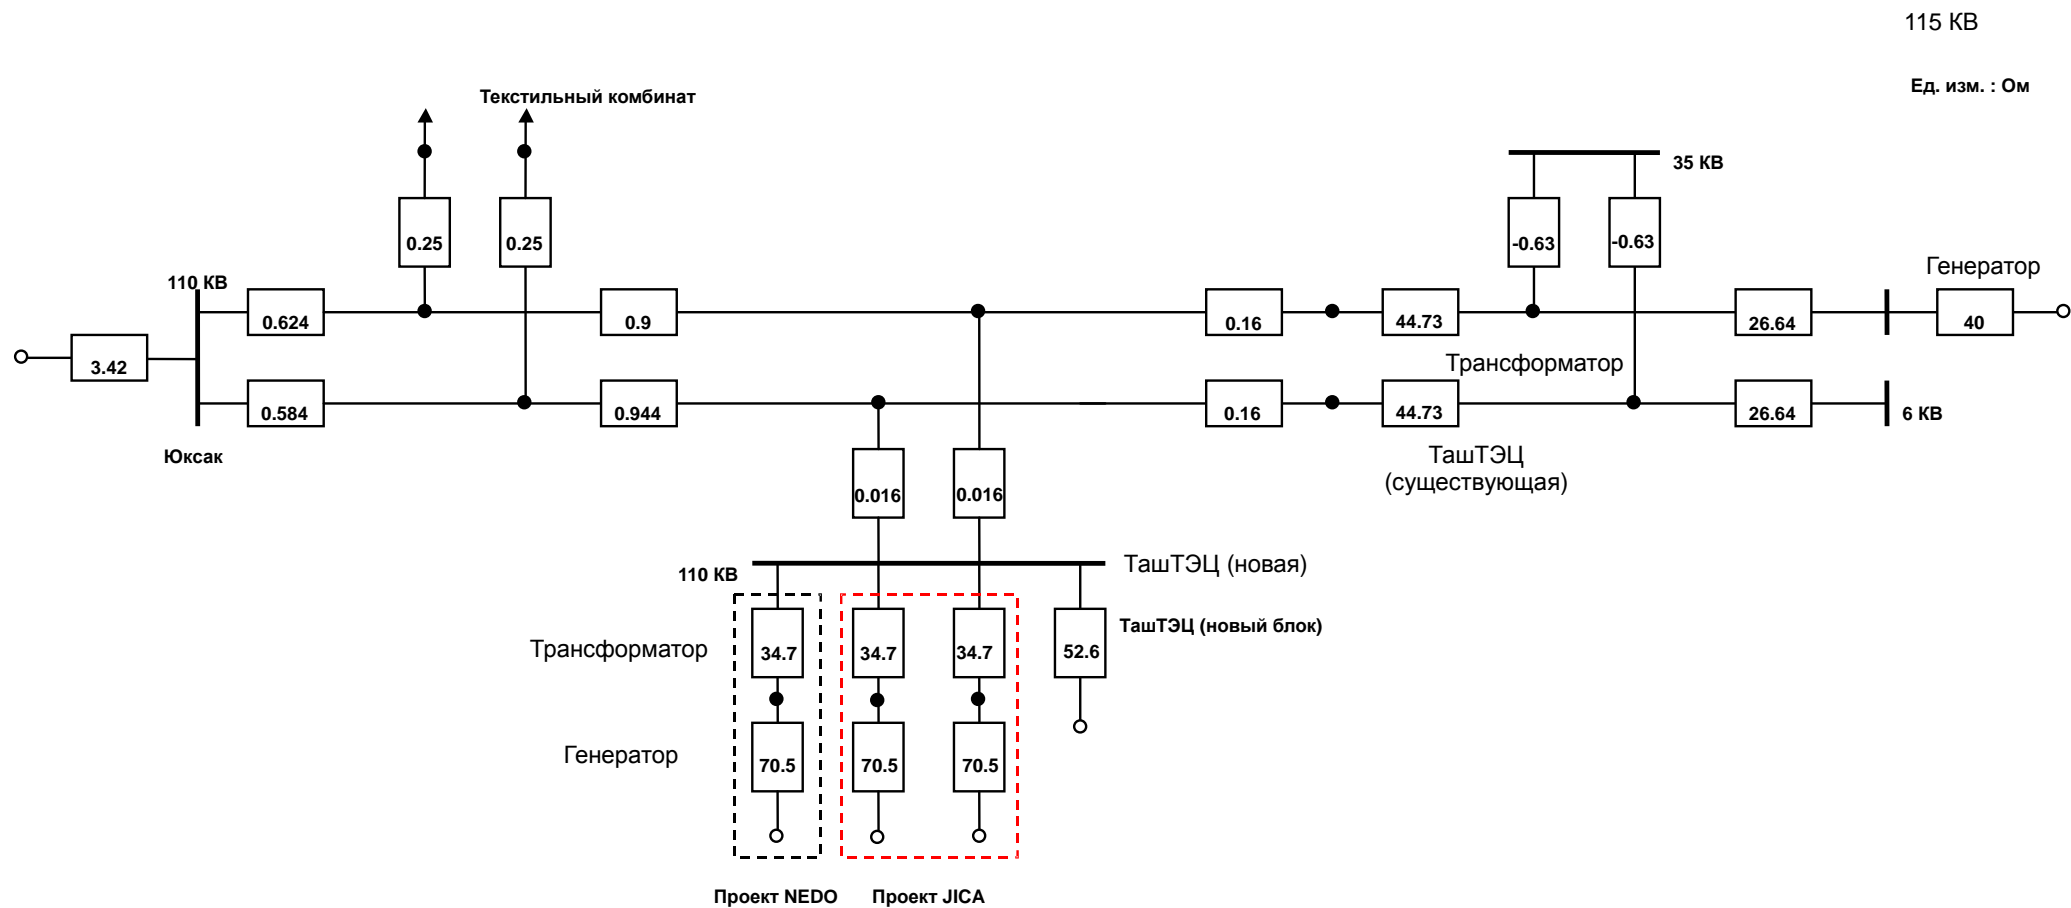 115 КВ
Ед. изм. : Ом
Текстильный комбинат
35 КВ
0.25
0.25
-0.63
-0.63
Генератор
110 КВ
0.624
0.9
0.16
44.73
26.64
40
3.42
Трансформатор
0.584
0.944
0.16
44.73
26.64
6 КВ
Юксак
ТашТЭЦ
(существующая)
0.016
0.016
110 КВ
ТашТЭЦ (новая)
ТашТЭЦ (новый блок)
Трансформатор
34.7
34.7
34.7
52.6
Генератор
70.5
70.5
70.5
Проект NEDO
Проект JICA